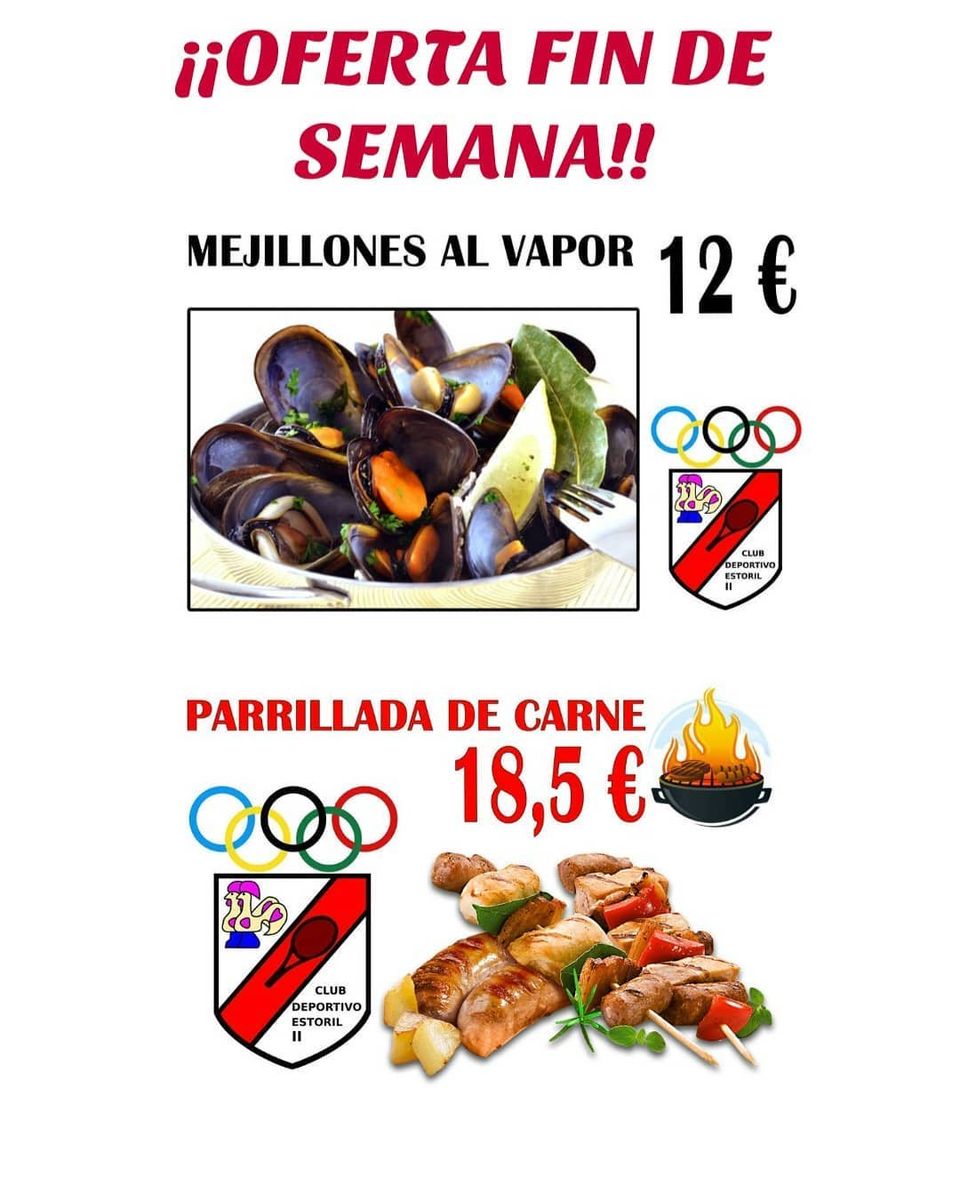 ¡¡OFERTA FIN DE
SEMANA!!
MEJILLONES AL VAPOR 12 €
CLUB
DEPORTIVO
ESTORIL
II
PARRILLADA DE CARNE
18,5 €
CLUB
DEPORTIVO
ESTORIL
II